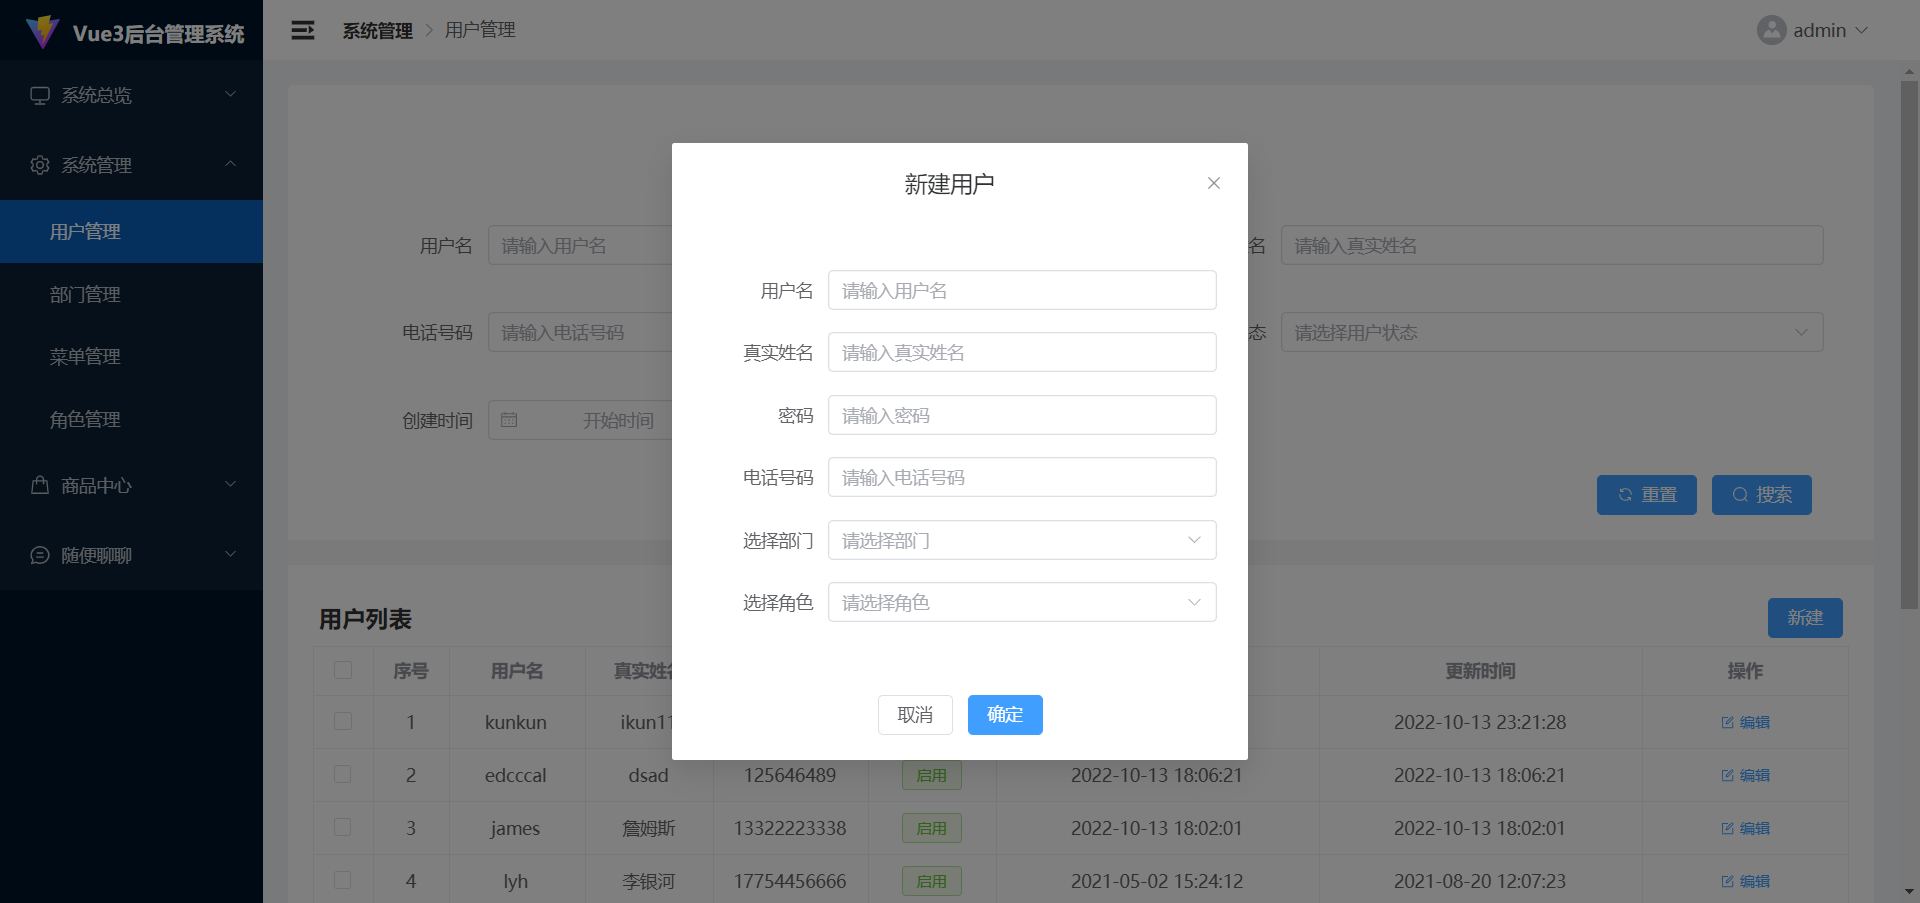 Vue3后台管理系统
系统管理
用户管理
admin
系统总览
系统管理
用户管理
部门管理
菜单管理
角色管理
商品中心
随便聊聊
用户名
请输入用户名
名
请输入真实姓名
电话号码
请输入电话号码
态
请选择用户状态
创建时间
开始时间
重置
搜索
新建用户
用户名
请输入用户名
真实姓名
请输入真实姓名
密码
请输入密码
电话号码
请输入电话号码
选择部门
请选择部门
选择角色
请选择角色
取消
确定
用户列表
新建
序号 用户名 真实姓名 更新时间 操作
1 kunkun ikun11 2022-10-13 23:21:28 编辑
2 edcccal dsad 125646489 启用 2022-10-13 18:06:21 2022-10-13 18:06:21 编辑
3 james 詹姆斯 13322223338 启用 2022-10-13 18:02:01 2022-10-13 18:02:01 编辑
4 lyh 李银河 17754456666 启用 2021-05-02 15:24:12 2021-08-20 12:07:23 编辑